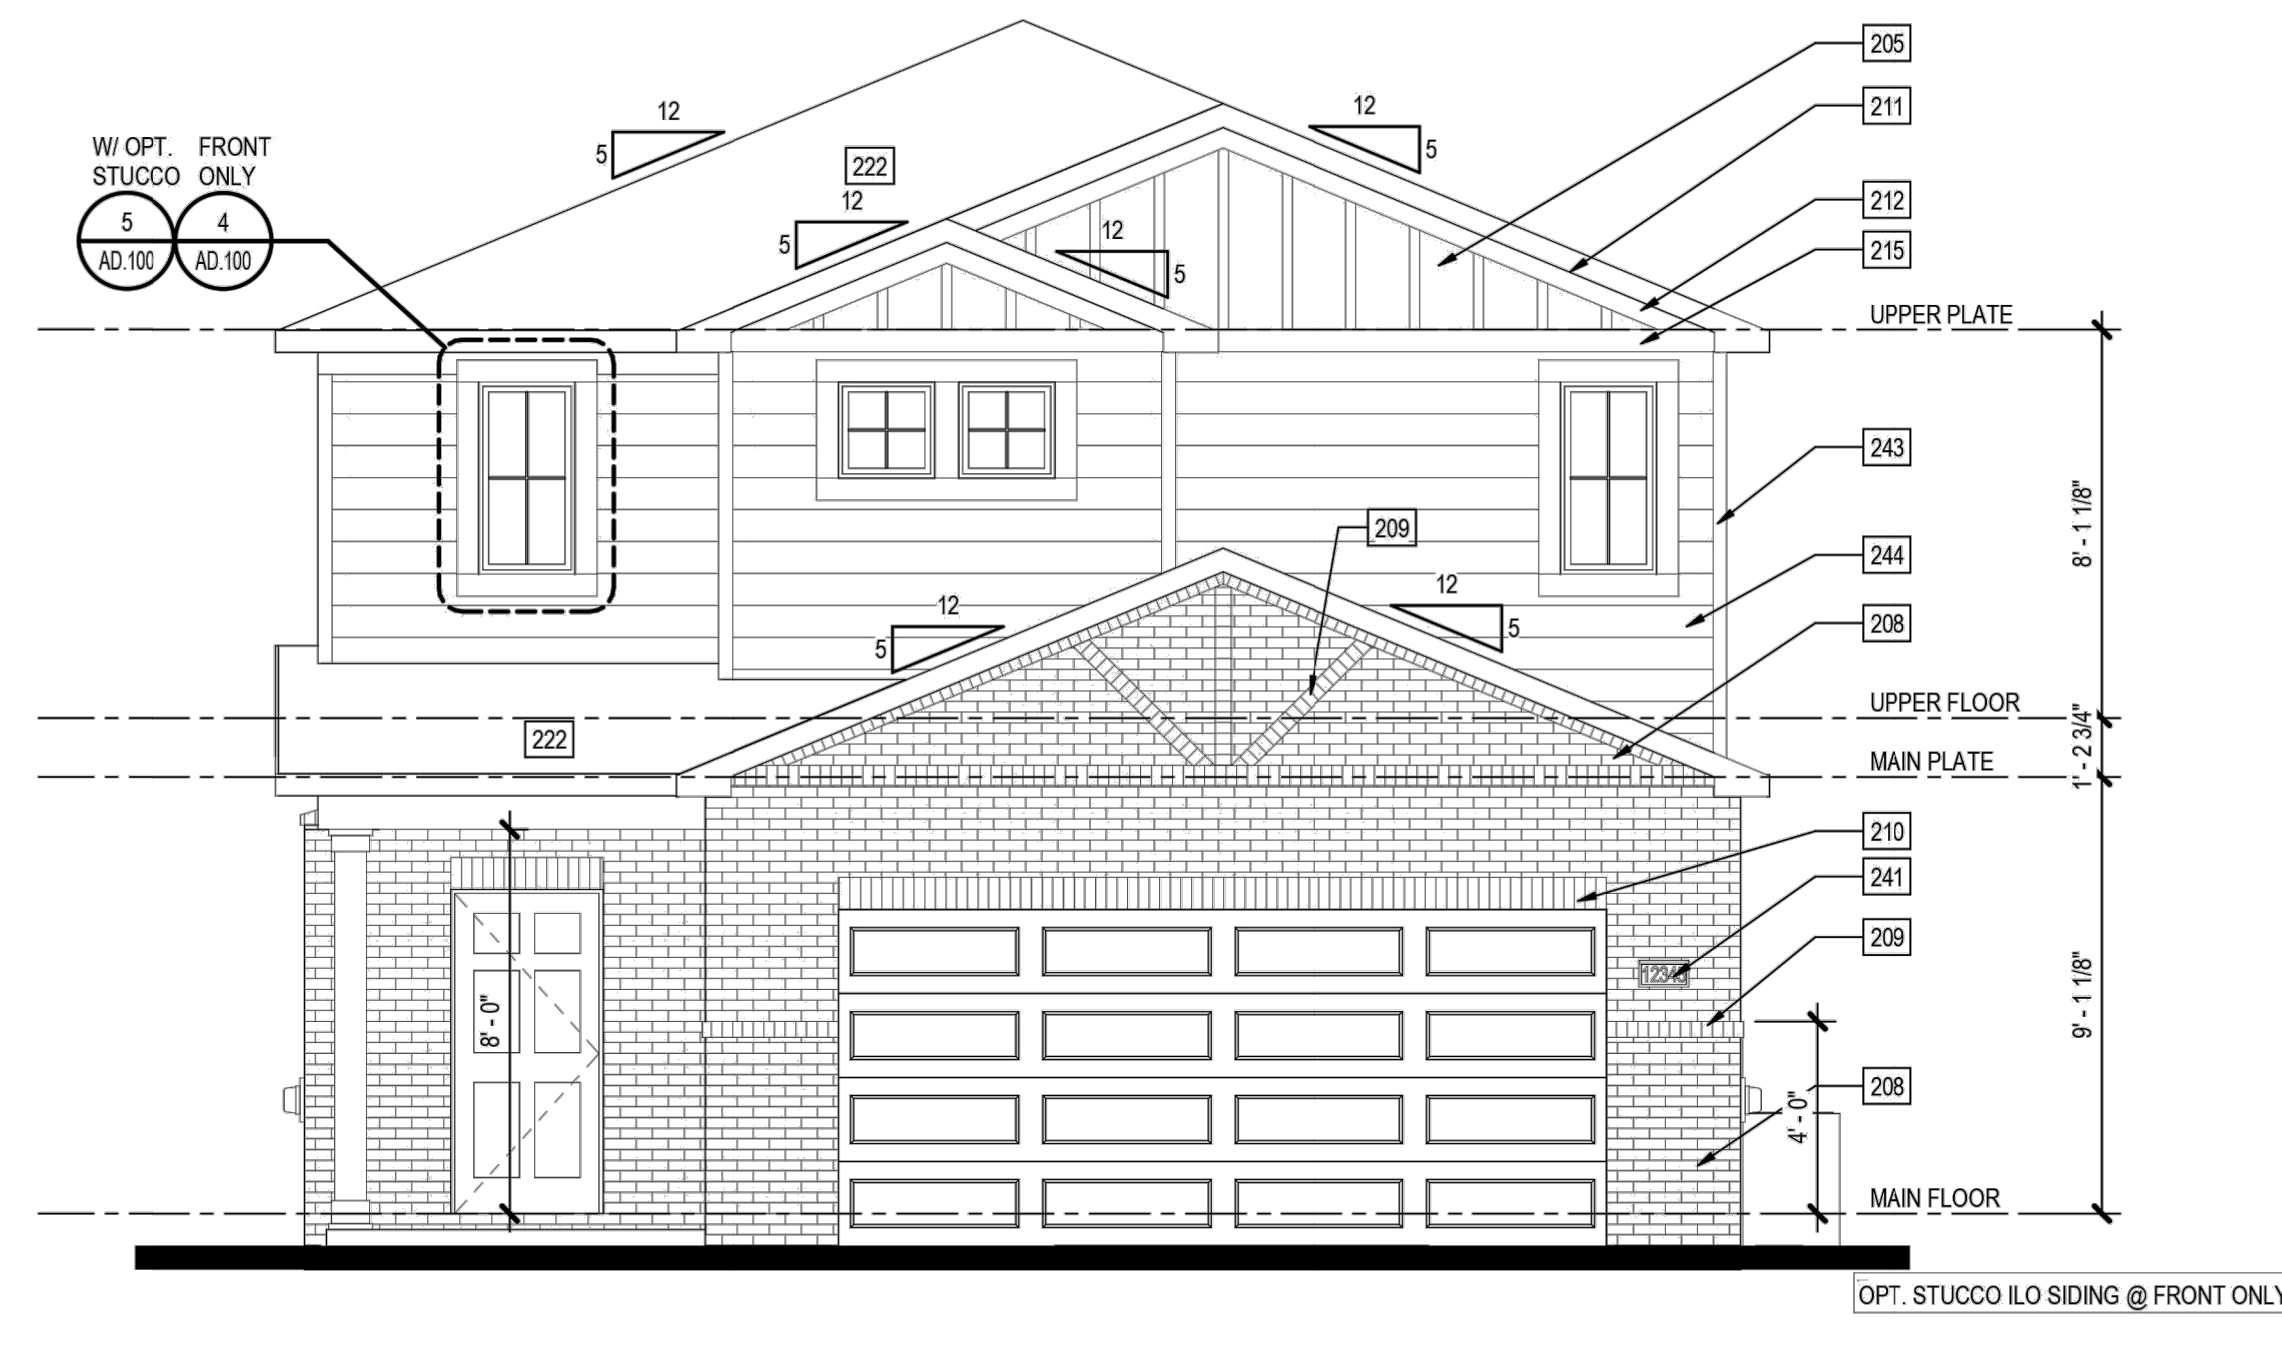 205
12
12
211
W/ OPT. FRONT
STUCCO ONLY
5
5
222
12
212
5 4
AD.100 AD.100
5
12
5
215
UPPER PLATE
243
8' - 1 1/8"
209
244
12
12
5
5
208
UPPER FLOOR
1' - 2 3/4"
222
MAIN PLATE
210
241
209
12345
8' - 0"
9' - 1 1/8"
208
4' - 0"
MAIN FLOOR
OPT. STUCCO ILO SIDING @ FRONT ONLY